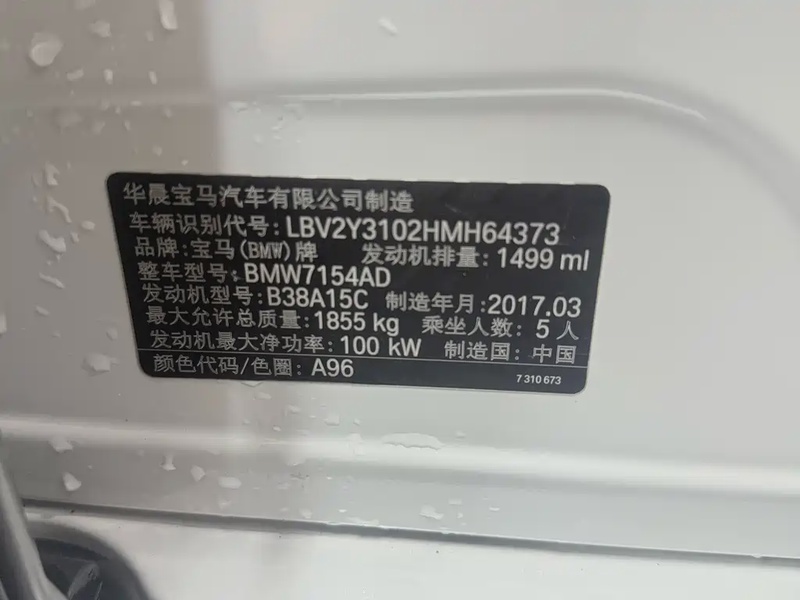 华晨宝马汽车有限公司制造
车辆识别代号: LBV2Y3102HMH64373
品牌: 宝马(BMW)牌 发动机排量: 1499 ml
整车型号: BMW7154AD
发动机型号: B38A15C 制造年月: 2017.03
最大允许总质量: 1855 kg 乘坐人数: 5 人
发动机最大净功率: 100 kW 制造国: 中国
颜色代码/色圈: A96
7 310 673